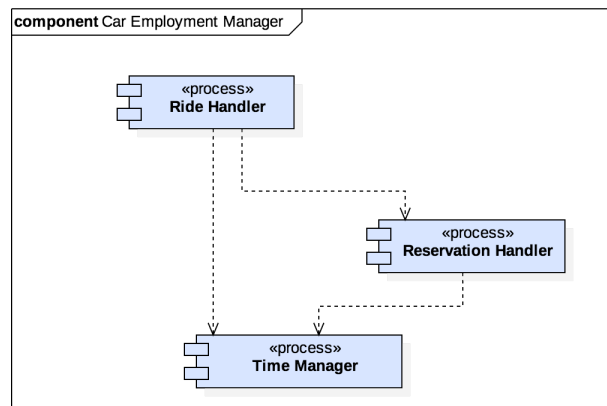 component Car Employment Manager
«process»
Ride Handler
«process»
Reservation Handler
«process»
Time Manager